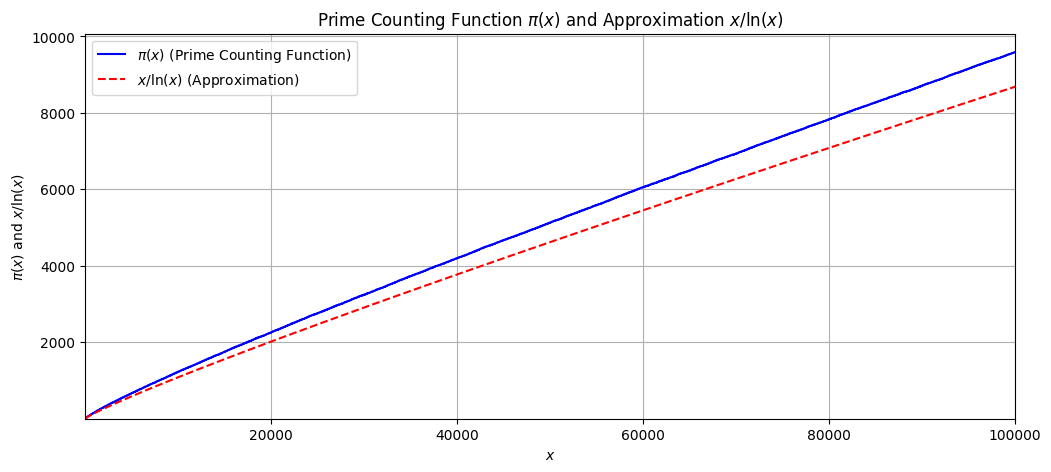 Prime Counting Function π(x) and Approximation x/ln(x)
π(x) (Prime Counting Function)
x/ln(x) (Approximation)
π(x) and x/ln(x)
10000
8000
6000
4000
2000
20000 40000 60000 80000 100000
x